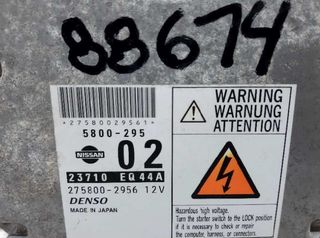 88674
*27580029561*
5800-295
NISSAN
02
23710 EQ44A
275800-2956 12V
DENSO
MADE IN JAPAN
WARNING
WARNUNG
ATTENTION
Hazardous high voltage.
Turn the starter switch to the LOCK position
if it is necessary to check or repair
the computer, harness, or connectors.